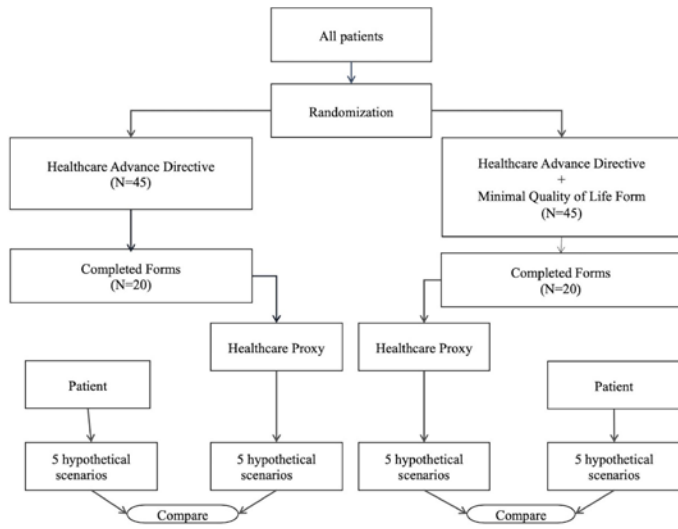 All patients
Randomization
Healthcare Advance Directive
(N=45)
Healthcare Advance Directive
+
Minimal Quality of Life Form
(N=45)
Completed Forms
(N=20)
Completed Forms
(N=20)
Healthcare Proxy
Healthcare Proxy
Patient
Patient
5 hypothetical
scenarios
5 hypothetical
scenarios
5 hypothetical
scenarios
5 hypothetical
scenarios
Compare
Compare